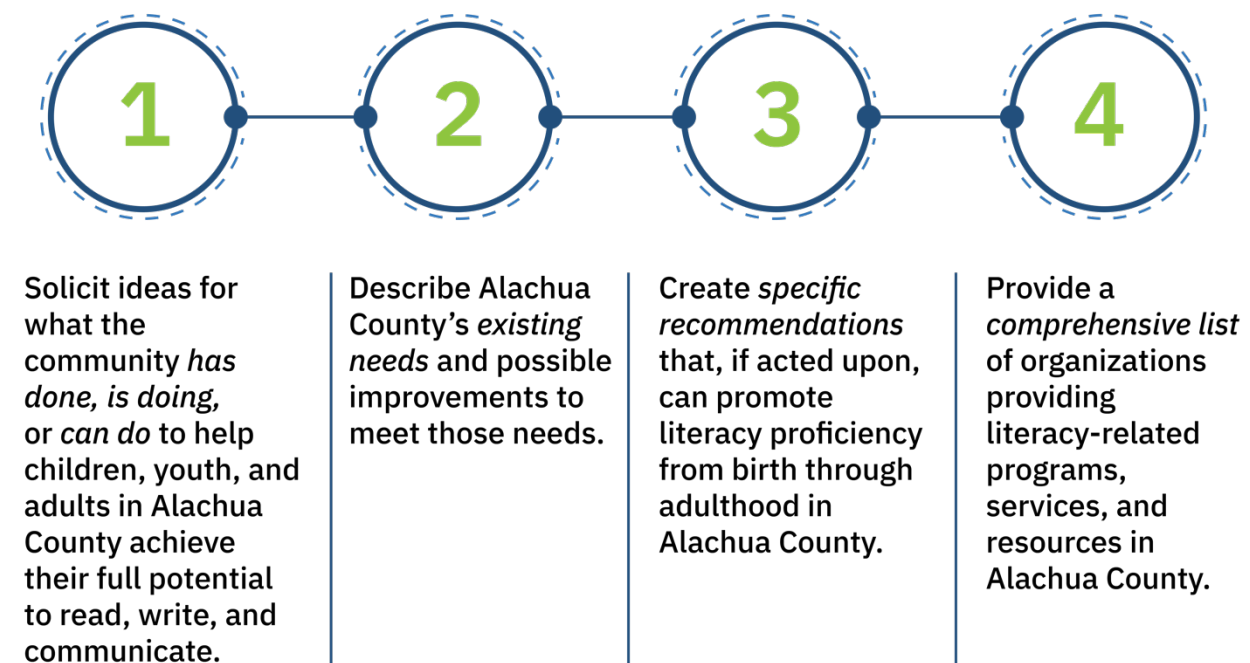 1
Solicit ideas for
what the
community has
done, is doing,
or can do to help
children, youth, and
adults in Alachua
County achieve
their full potential
to read, write, and
communicate.
2
Describe Alachua
County’s existing
needs and possible
improvements to
meet those needs.
3
Create specific
recommendations
that, if acted upon,
can promote
literacy proficiency
from birth through
adulthood in
Alachua County.
4
Provide a
comprehensive list
of organizations
providing
literacy-related
programs,
services, and
resources in
Alachua County.